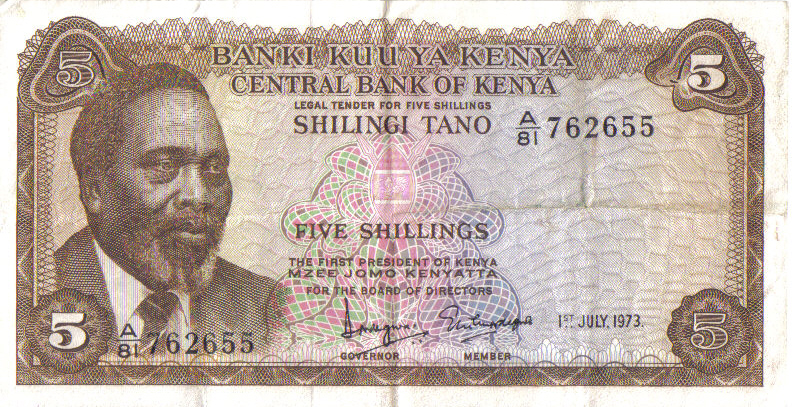 5
5
BANKI KUU YA KENYA
CENTRAL BANK OF KENYA
LEGAL TENDER FOR FIVE SHILLINGS
SHILINGI TANO A/81 762655
FIVE SHILLINGS
THE FIRST PRESIDENT OF KENYA
MZEE JOMO KENYATTA
FOR THE BOARD OF DIRECTORS
1ST JULY, 1973.
GOVERNOR MEMBER
5
A/81 762655
5